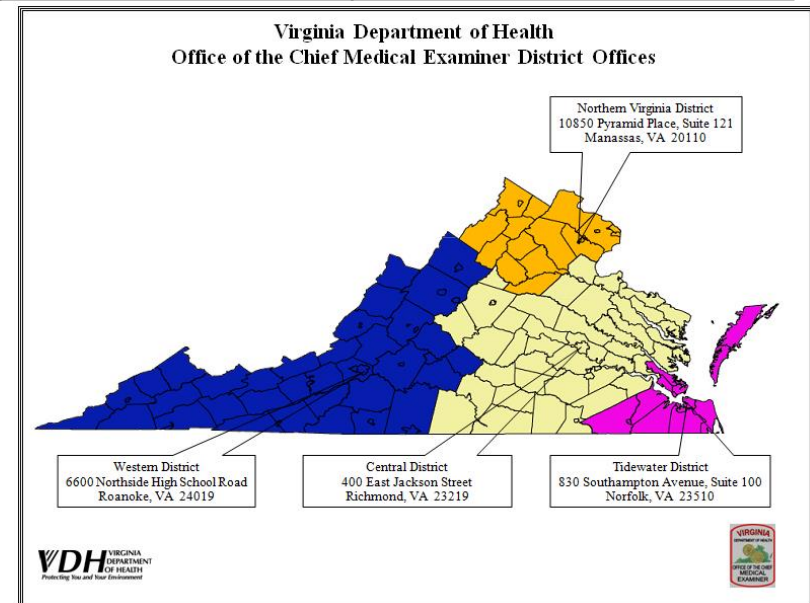 Virginia Department of Health
Office of the Chief Medical Examiner District Offices
Northern Virginia District
10850 Pyramid Place, Suite 121
Manassas, VA 20110
Western District
6600 Northside High School Road
Roanoke, VA 24019
Central District
400 East Jackson Street
Richmond, VA 23219
Tidewater District
830 Southampton Avenue, Suite 100
Norfolk, VA 23510
VDH VIRGINIA
DEPARTMENT
OF HEALTH
Protecting You and Your Environment
VIRGINIA
DEPARTMENT OF HEALTH
OFFICE OF THE CHIEF
MEDICAL
EXAMINER